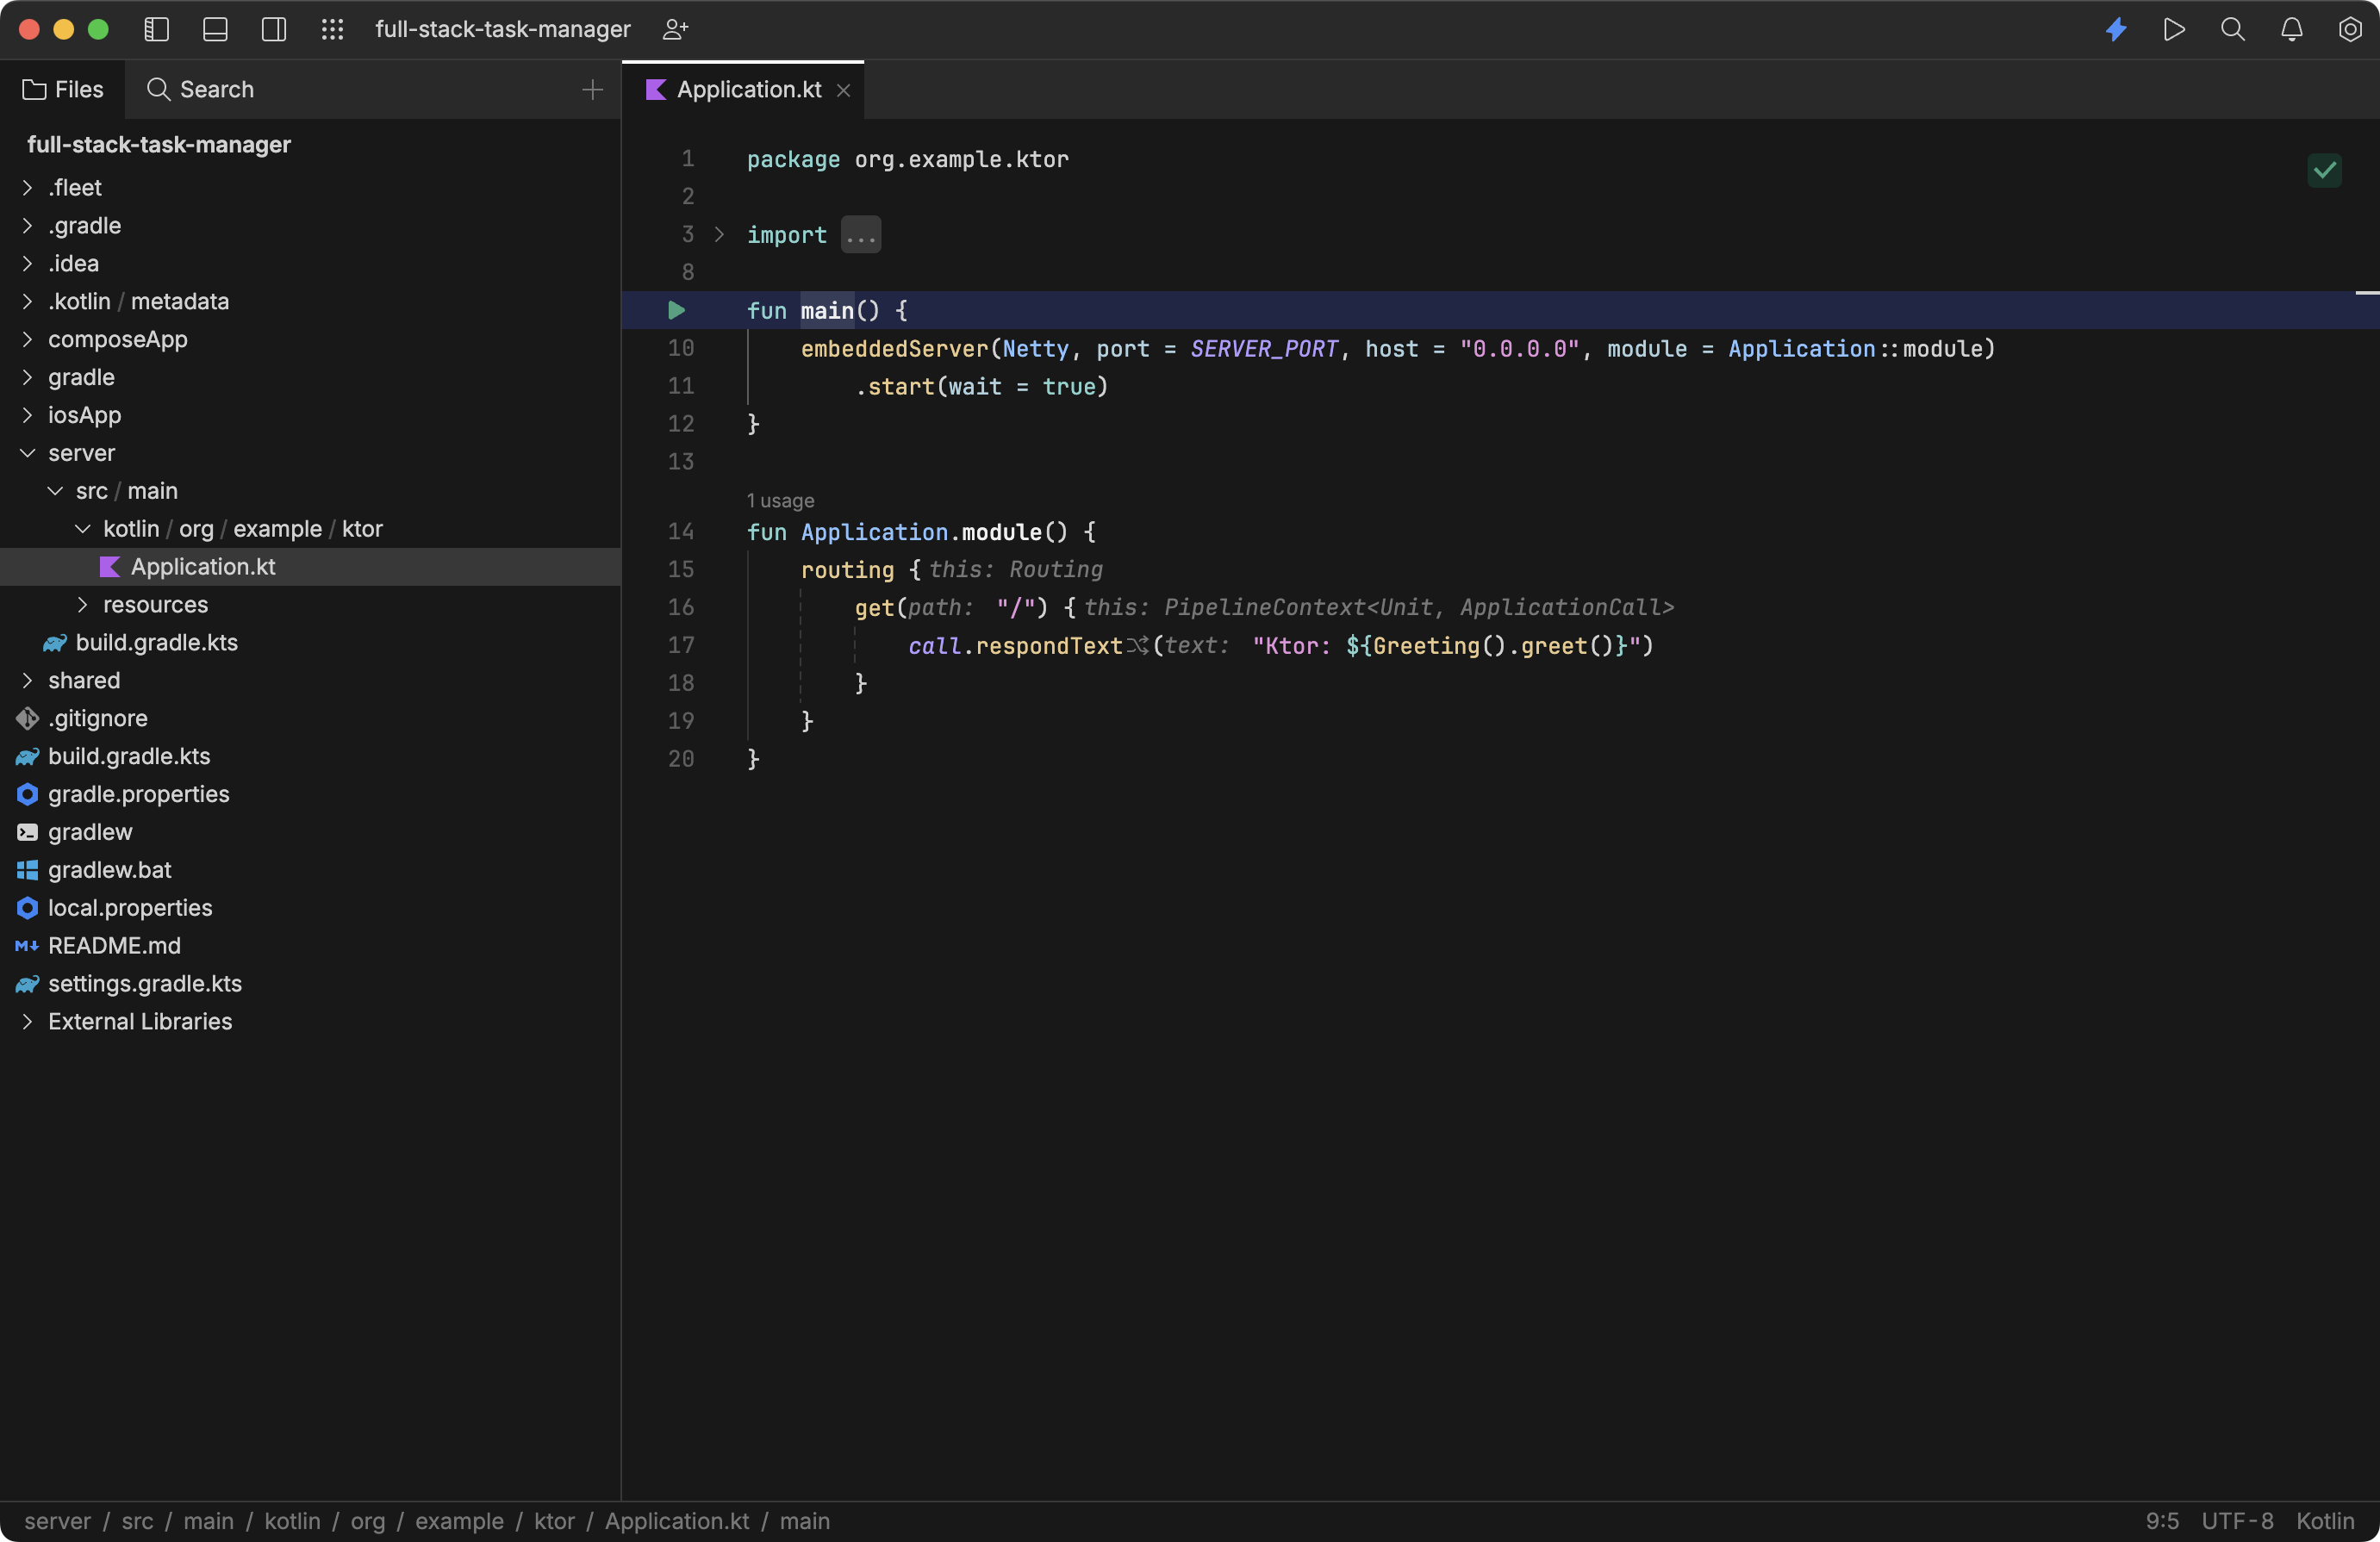 full-stack-task-manager
Files
Search
Application.kt
full-stack-task-manager
.fleet
.gradle
.idea
.kotlin / metadata
composeApp
gradle
iosApp
server
src / main
kotlin / org / example / ktor
Application.kt
resources
build.gradle.kts
shared
.gitignore
build.gradle.kts
gradle.properties
gradlew
gradlew.bat
local.properties
M↓ README.md
settings.gradle.kts
External Libraries
1 package org.example.ktor
2
3 import ...
8
fun main() {
10 embeddedServer(Netty, port = SERVER_PORT, host = "0.0.0.0", module = Application::module)
11 .start(wait = true)
12 }
13
1 usage
14 fun Application.module() {
15 routing { this: Routing
16 get(path: "/") { this: PipelineContext<Unit, ApplicationCall>
17 call.respondText(text: "Ktor: ${Greeting().greet()}")
18 }
19 }
20 }
server / src / main / kotlin / org / example / ktor / Application.kt / main
9:5 UTF-8 Kotlin